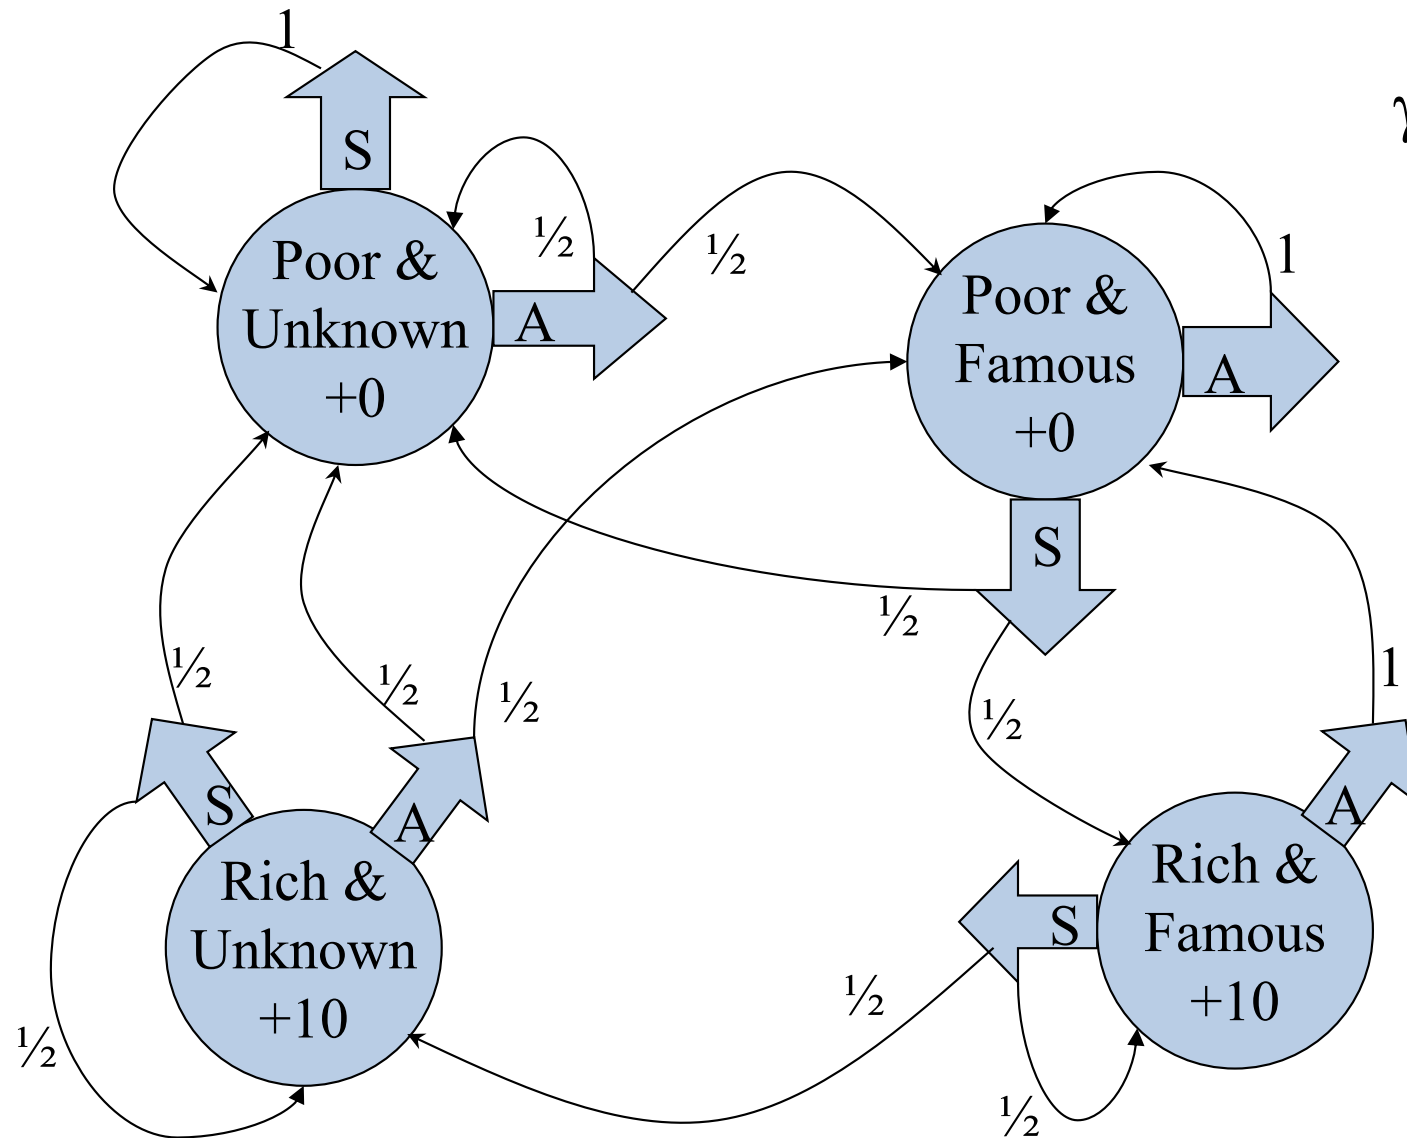 1
γ
S
½
½
Poor &
Unknown
+0
A
1
Poor &
Famous
+0
A
S
½
½
½
½
½
1
S
A
Rich &
Unknown
+10
½
A
Rich &
Famous
+10
S
½
½